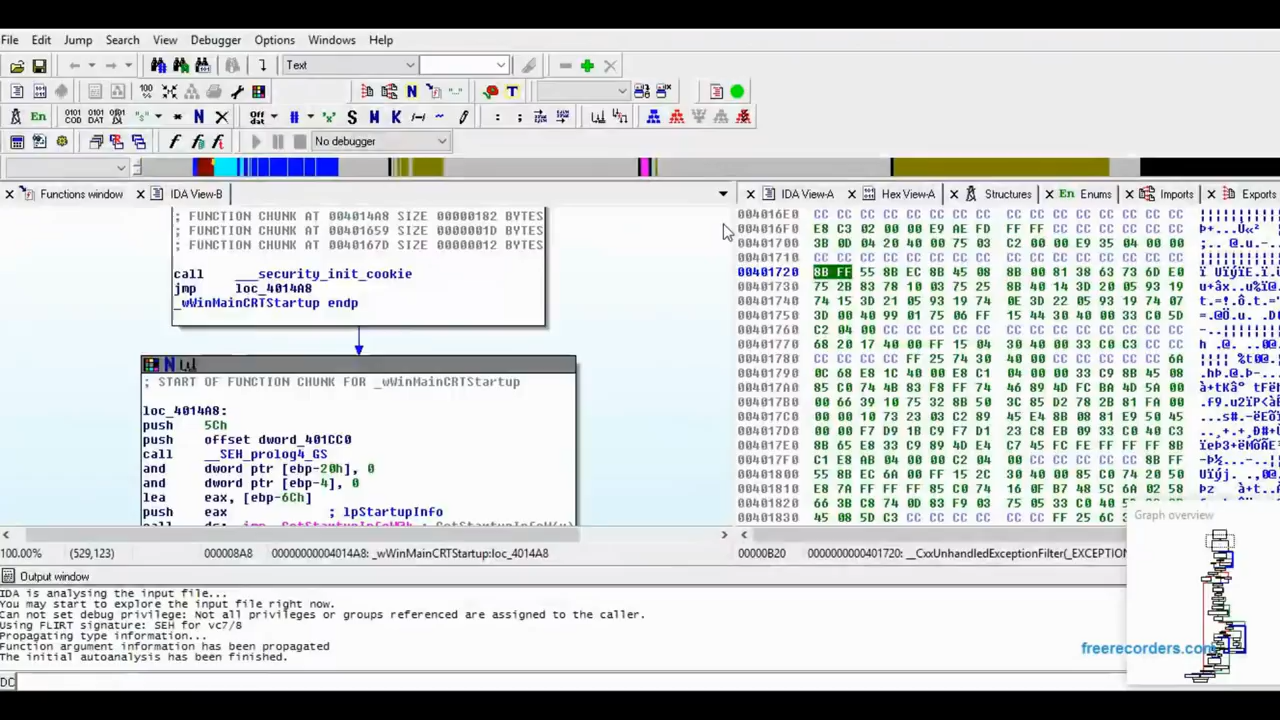 File Edit Jump Search View Debugger Options Windows Help
Text
No debugger
Functions window IDA View-B
; FUNCTION CHUNK AT 004014A8 SIZE 00000182 BYTES
; FUNCTION CHUNK AT 00401659 SIZE 0000001D BYTES
; FUNCTION CHUNK AT 0040167D SIZE 00000012 BYTES
call ___security_init_cookie
jmp loc_4014A8
_wWinMainCRTStartup endp
; START OF FUNCTION CHUNK FOR _wWinMainCRTStartup
loc_4014A8:
push 5Ch
push offset dword_401CC0
call __SEH_prolog4_GS
and dword ptr [ebp-20h], 0
and dword ptr [ebp-4], 0
lea eax, [ebp-6Ch]
push eax ; lpStartupInfo
100.00% (529,123) 000008A8 00000000004014A8: _wWinMainCRTStartup:loc_4014A8
IDA View-A Hex View-A Structures En Enums Imports Exports
004016E0 CC CC CC CC CC CC CC CC CC CC CC CC CC CC CC CC
004016F0 E8 C3 02 00 00 E9 AE FD FF FF CC CC CC CC CC CC
00401700 3B 0D 04 20 40 00 75 03 C2 00 00 E9 35 04 00 00
00401710 CC CC CC CC CC CC CC CC CC CC CC CC CC CC CC CC
00401720 8B FF 55 8B EC 8B 45 08 8B 00 81 38 63 73 6D E0
00401730 75 2B 83 78 10 03 75 25 8B 40 14 3D 20 05 93 19
00401740 74 15 3D 21 05 93 19 74 0E 3D 22 05 93 19 74 07
00401750 3D 00 40 99 01 75 06 FF 15 44 30 40 00 33 C0 5D
00401760 C2 04 00 CC CC CC CC CC CC CC CC CC CC CC CC CC
00401770 68 20 17 40 00 FF 15 04 30 40 00 33 C0 C3 CC CC
00401780 CC CC CC CC FF 25 74 30 40 00 CC CC CC CC CC 6A
00401790 0C 68 E8 1C 40 00 E8 C1 04 00 00 33 C9 8B 45 08
004017A0 85 C0 74 4B 83 F8 FF 74 46 89 4D FC BA 4D 5A 00
004017B0 00 66 39 10 75 32 8B 50 3C 85 D2 78 2B 81 FA 00
004017C0 00 00 10 73 23 03 C2 89 45 E4 8B 08 81 E9 50 45
004017D0 00 00 F7 D9 1B C9 F7 D1 23 C8 EB 09 33 C0 40 C3
004017E0 8B 65 E8 33 C9 89 4D E4 C7 45 FC FE FF FF FF 8B
004017F0 C1 E8 AB 04 00 00 C2 04 00 CC CC CC CC CC 8B FF
00401800 55 8B EC 6A 00 FF 15 2C 30 40 00 85 C0 74 20 50
00401810 E8 7A FF FF FF 85 C0 74 16 0F B7 48 5C 6A 02 58
00401820 66 3B C8 74 0D 83 F9 03 75 05 33 C0 40 5D C3
00401830 45 08 5D C3 CC CC CC CC CC CC CC CC FF 25 6C 3
00000B20 0000000000401720: __CxxUnhandledExceptionFilter(_EXCEPTION
Graph overview
Output window
IDA is analysing the input file...
You may start to explore the input file right now.
Can not set debug privilege: Not all privileges or groups referenced are assigned to the caller.
Using FLIRT signature: SEH for vc7/8
Propagating type information...
Function argument information has been propagated
The initial autoanalysis has been finished.
freerecorders.com